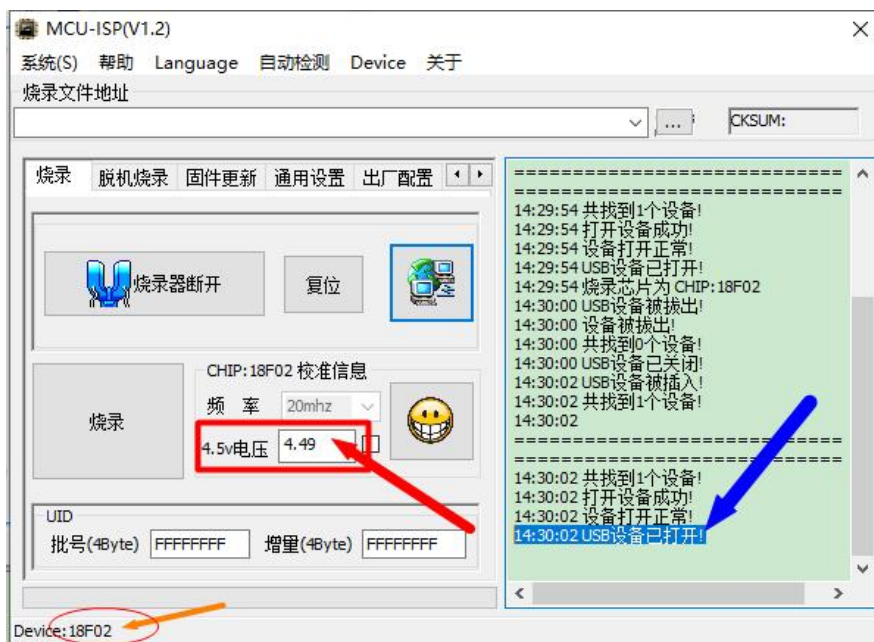 MCU-ISP(V1.2)
系统(S) 帮助 Language 自动检测 Device 关于
烧录文件地址
... CKSUM:
烧录 脱机烧录 固件更新 通用设置 出厂配置
烧录器断开 复位
CHIP:18F02 校准信息
频 率 20mhz
烧录
4.5v电压 4.49
UID
批号(4Byte) FFFFFFFF 增量(4Byte) FFFFFFFF
==============================
==============================
14:29:54 共找到1个设备!
14:29:54 打开设备成功!
14:29:54 设备打开正常!
14:29:54 USB设备已打开!
14:29:54 烧录芯片为 CHIP:18F02
14:30:00 USB设备被拔出!
14:30:00 设备被拔出!
14:30:00 共找到0个设备!
14:30:00 USB设备已关闭!
14:30:02 USB设备被插入!
14:30:02 共找到1个设备!
14:30:02
==============================
==============================
14:30:02 共找到1个设备!
14:30:02 打开设备成功!
14:30:02 设备打开正常!
14:30:02 USB设备已打开!
Device:18F02